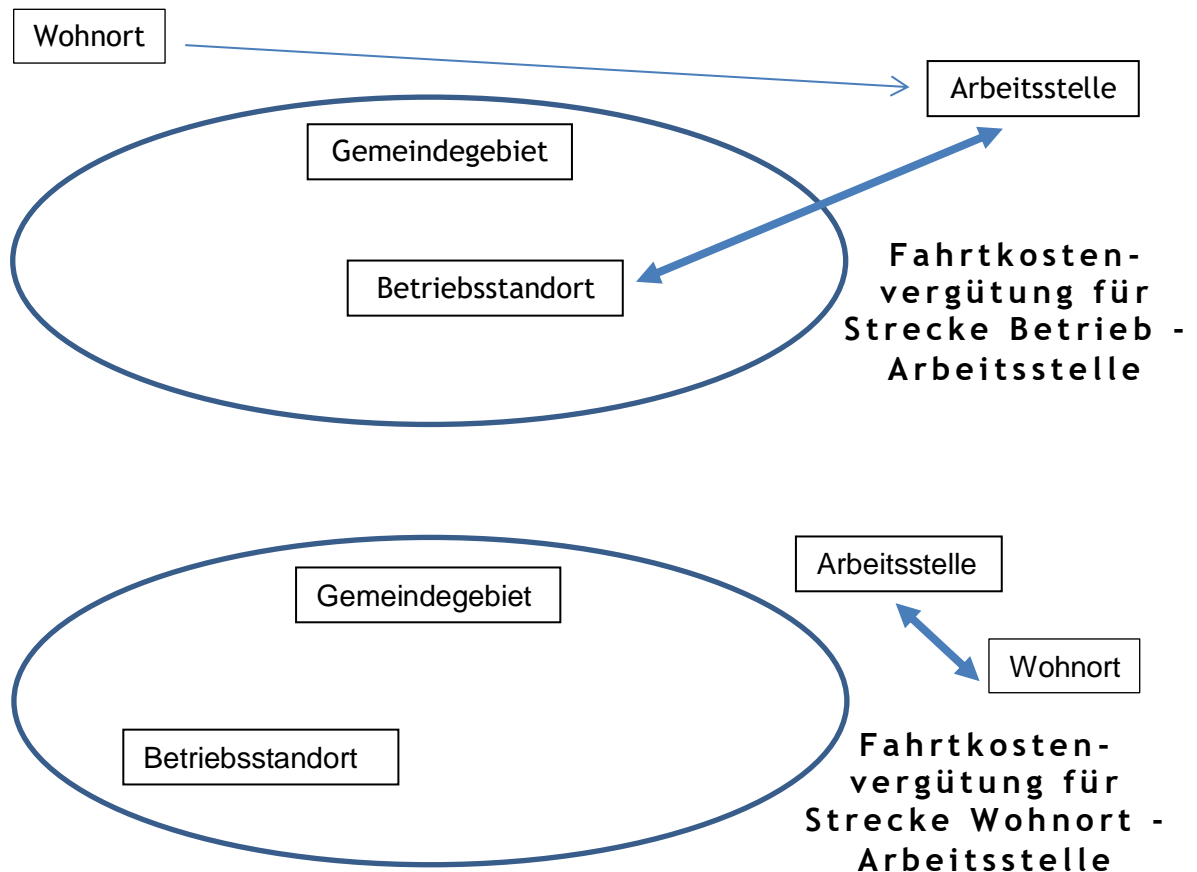 Wohnort
Arbeitsstelle
Gemeindegebiet
Betriebsstandort
Fahrtkosten-
vergütung für
Strecke Betrieb -
Arbeitsstelle
Arbeitsstelle
Gemeindegebiet
Wohnort
Betriebsstandort
Fahrtkosten-
vergütung für
Strecke Wohnort -
Arbeitsstelle